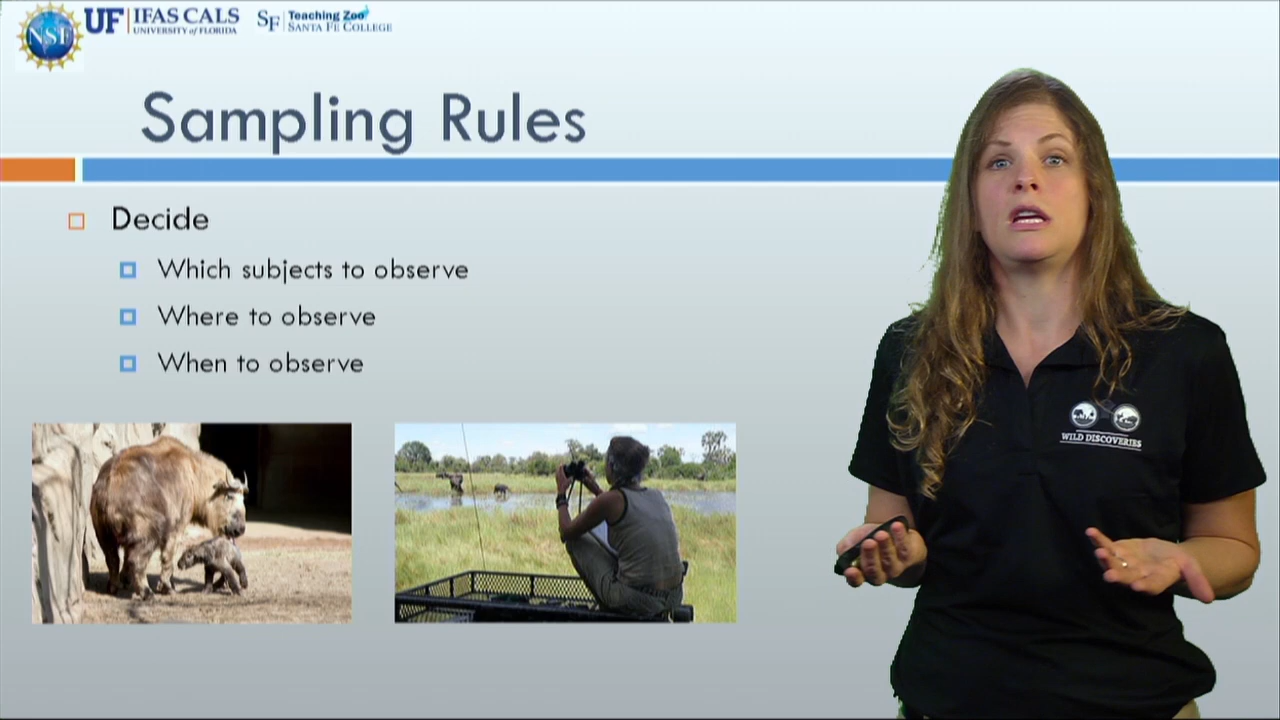 NSF
UF IFAS CALS
UNIVERSITY of FLORIDA
SF Teaching Zoo
SANTA FE COLLEGE
Sampling Rules
Decide
Which subjects to observe
Where to observe
When to observe
WILD DISCOVERIES